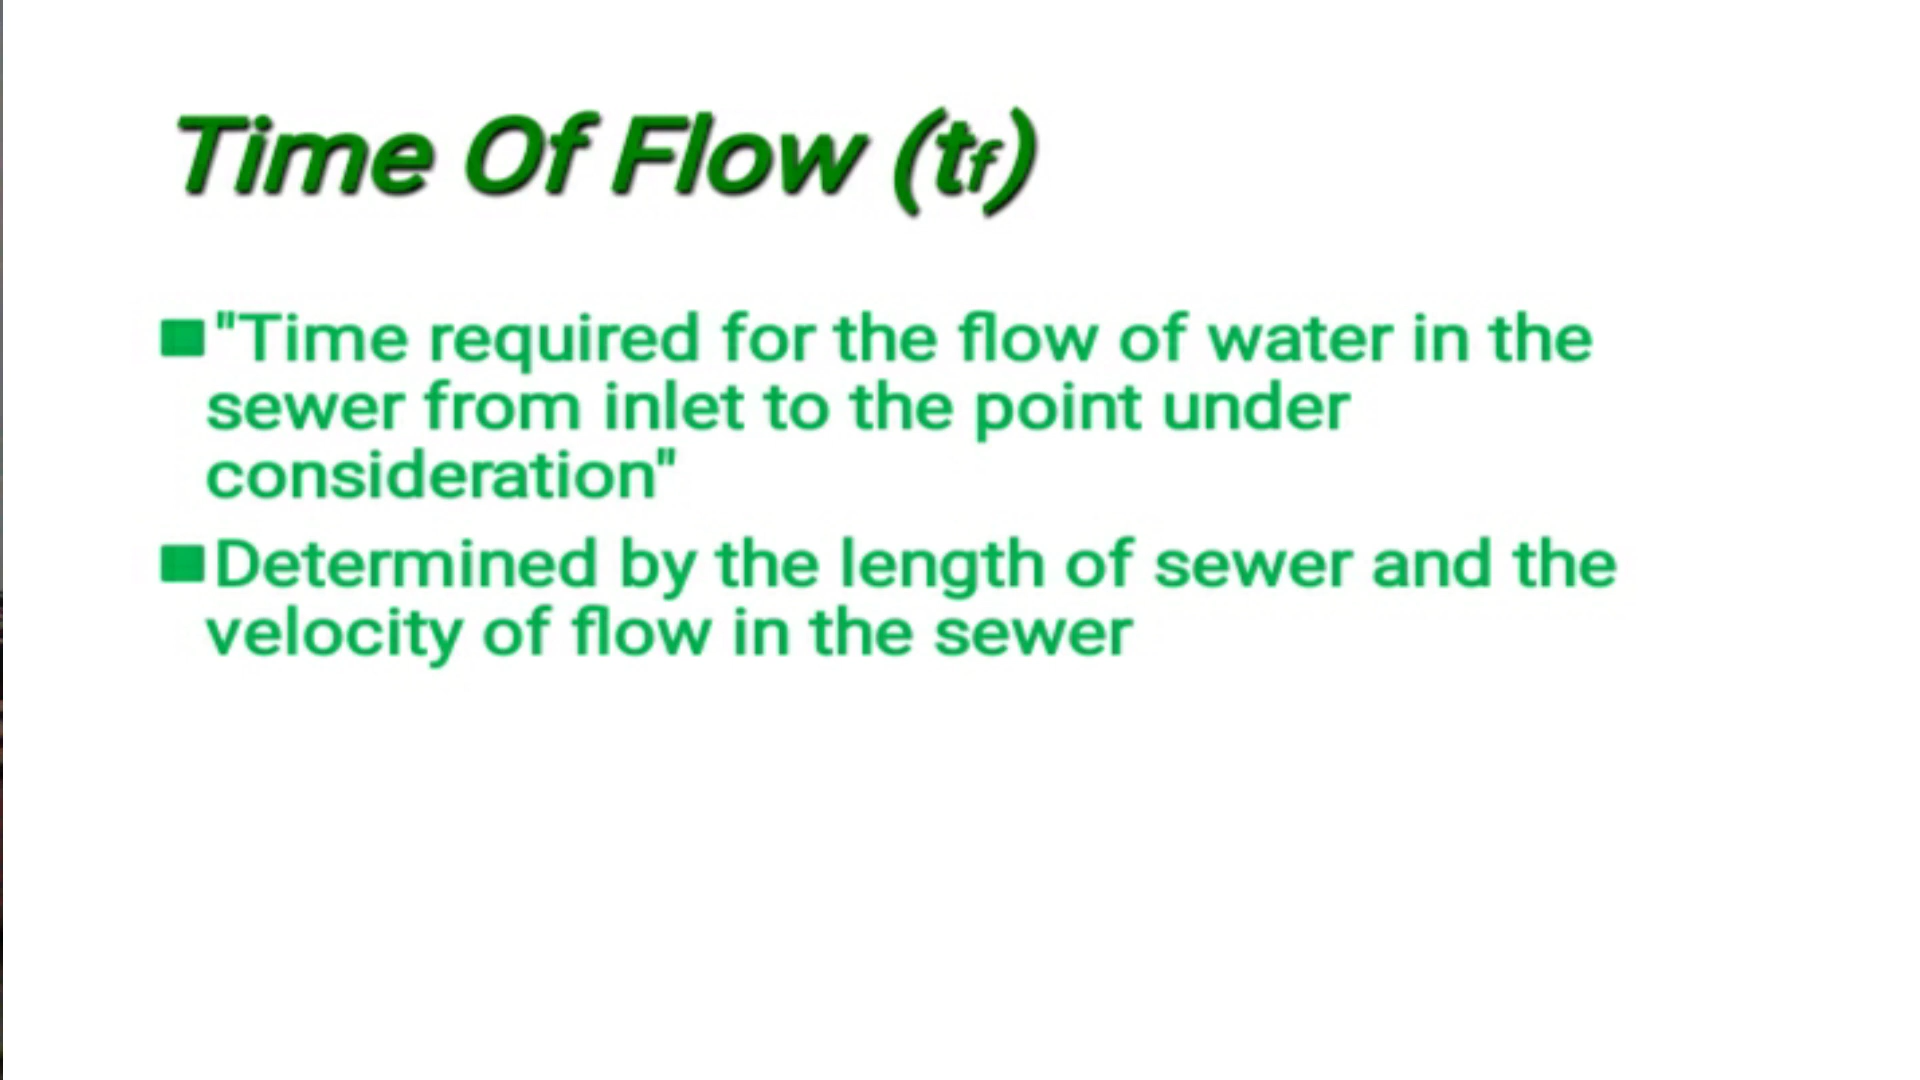 Time Of Flow (tf)
"Time required for the flow of water in the
sewer from inlet to the point under
consideration"
Determined by the length of sewer and the
velocity of flow in the sewer